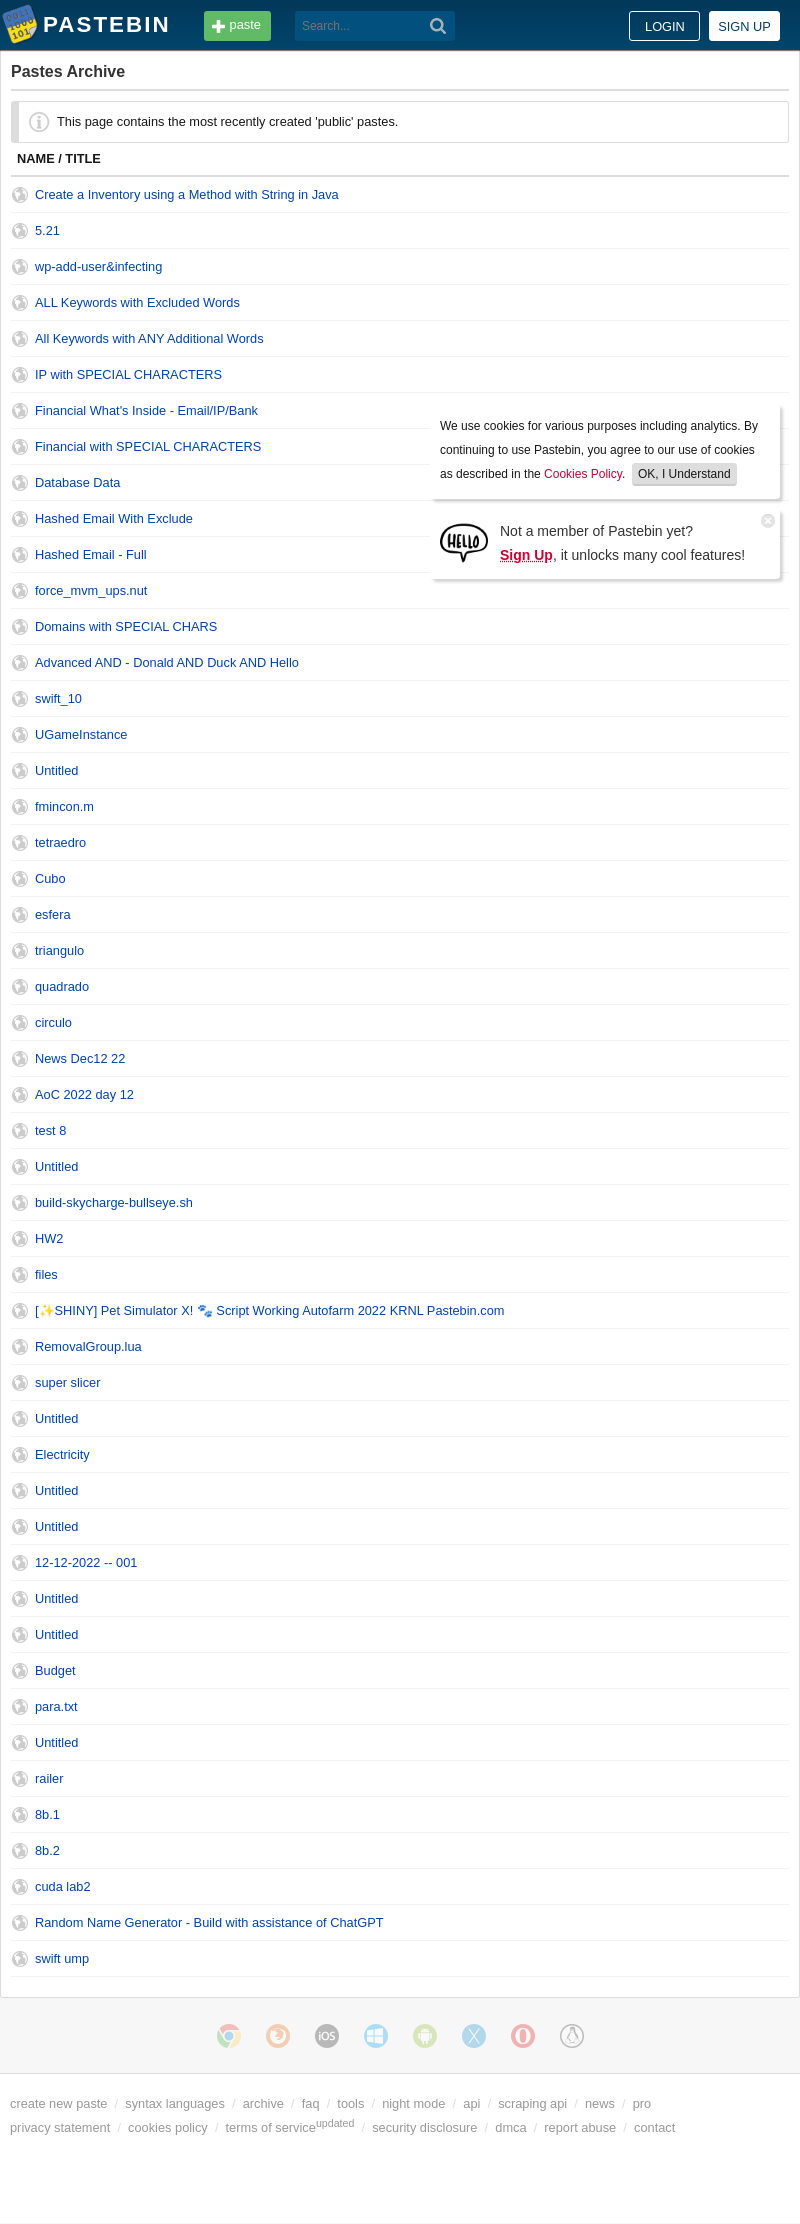 PASTEBIN
paste
Search...
LOGIN
SIGN UP
Pastes Archive
This page contains the most recently created 'public' pastes.
NAME / TITLE
Create a Inventory using a Method with String in Java
5.21
wp-add-user&infecting
ALL Keywords with Excluded Words
All Keywords with ANY Additional Words
IP with SPECIAL CHARACTERS
Financial What's Inside - Email/IP/Bank
Financial with SPECIAL CHARACTERS
Database Data
Hashed Email With Exclude
Hashed Email - Full
We use cookies for various purposes including analytics. By
continuing to use Pastebin, you agree to our use of cookies
as described in the Cookies Policy. OK, I Understand
HELLO
Not a member of Pastebin yet?
Sign Up, it unlocks many cool features!
force_mvm_ups.nut
Domains with SPECIAL CHARS
Advanced AND - Donald AND Duck AND Hello
swift_10
UGameInstance
Untitled
fmincon.m
tetraedro
Cubo
esfera
triangulo
quadrado
circulo
News Dec12 22
AoC 2022 day 12
test 8
Untitled
build-skycharge-bullseye.sh
HW2
files
[✨SHINY] Pet Simulator X! 🐾 Script Working Autofarm 2022 KRNL Pastebin.com
RemovalGroup.lua
super slicer
Untitled
Electricity
Untitled
Untitled
12-12-2022 -- 001
Untitled
Untitled
Budget
para.txt
Untitled
railer
8b.1
8b.2
cuda lab2
Random Name Generator - Build with assistance of ChatGPT
swift ump
iOS
create new paste / syntax languages / archive / faq / tools / night mode / api / scraping api / news / pro
privacy statement / cookies policy / terms of service updated / security disclosure / dmca / report abuse / contact